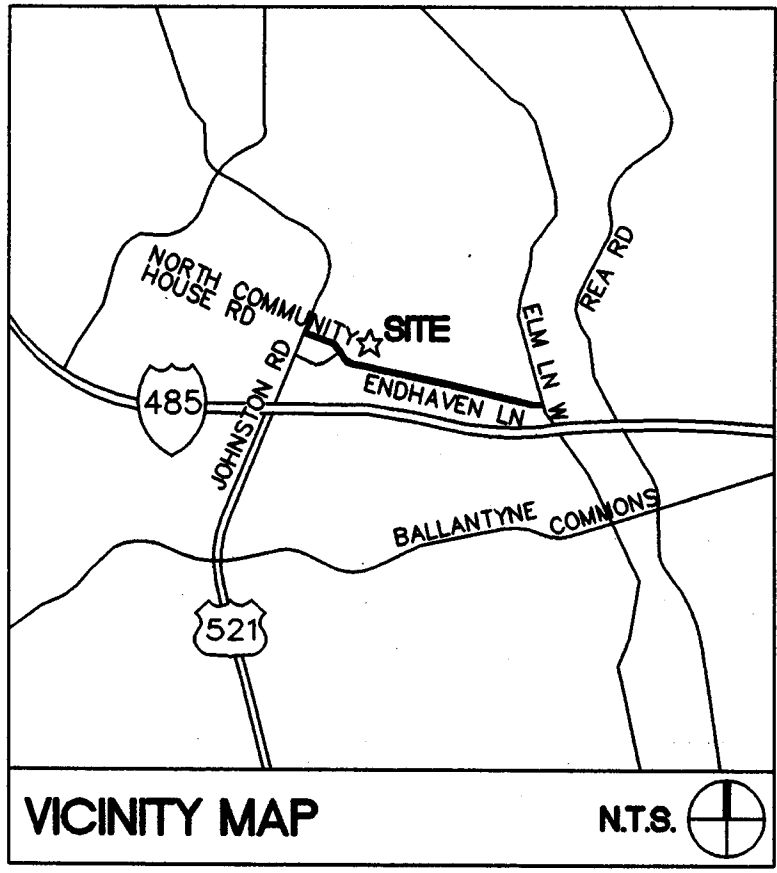 NORTH COMMUNITY
HOUSE RD
SITE
REA RD
ELM LN W
JOHNSTON RD
485
ENDHAVEN LN
BALLANTYNE COMMONS
521
VICINITY MAP
N.T.S.